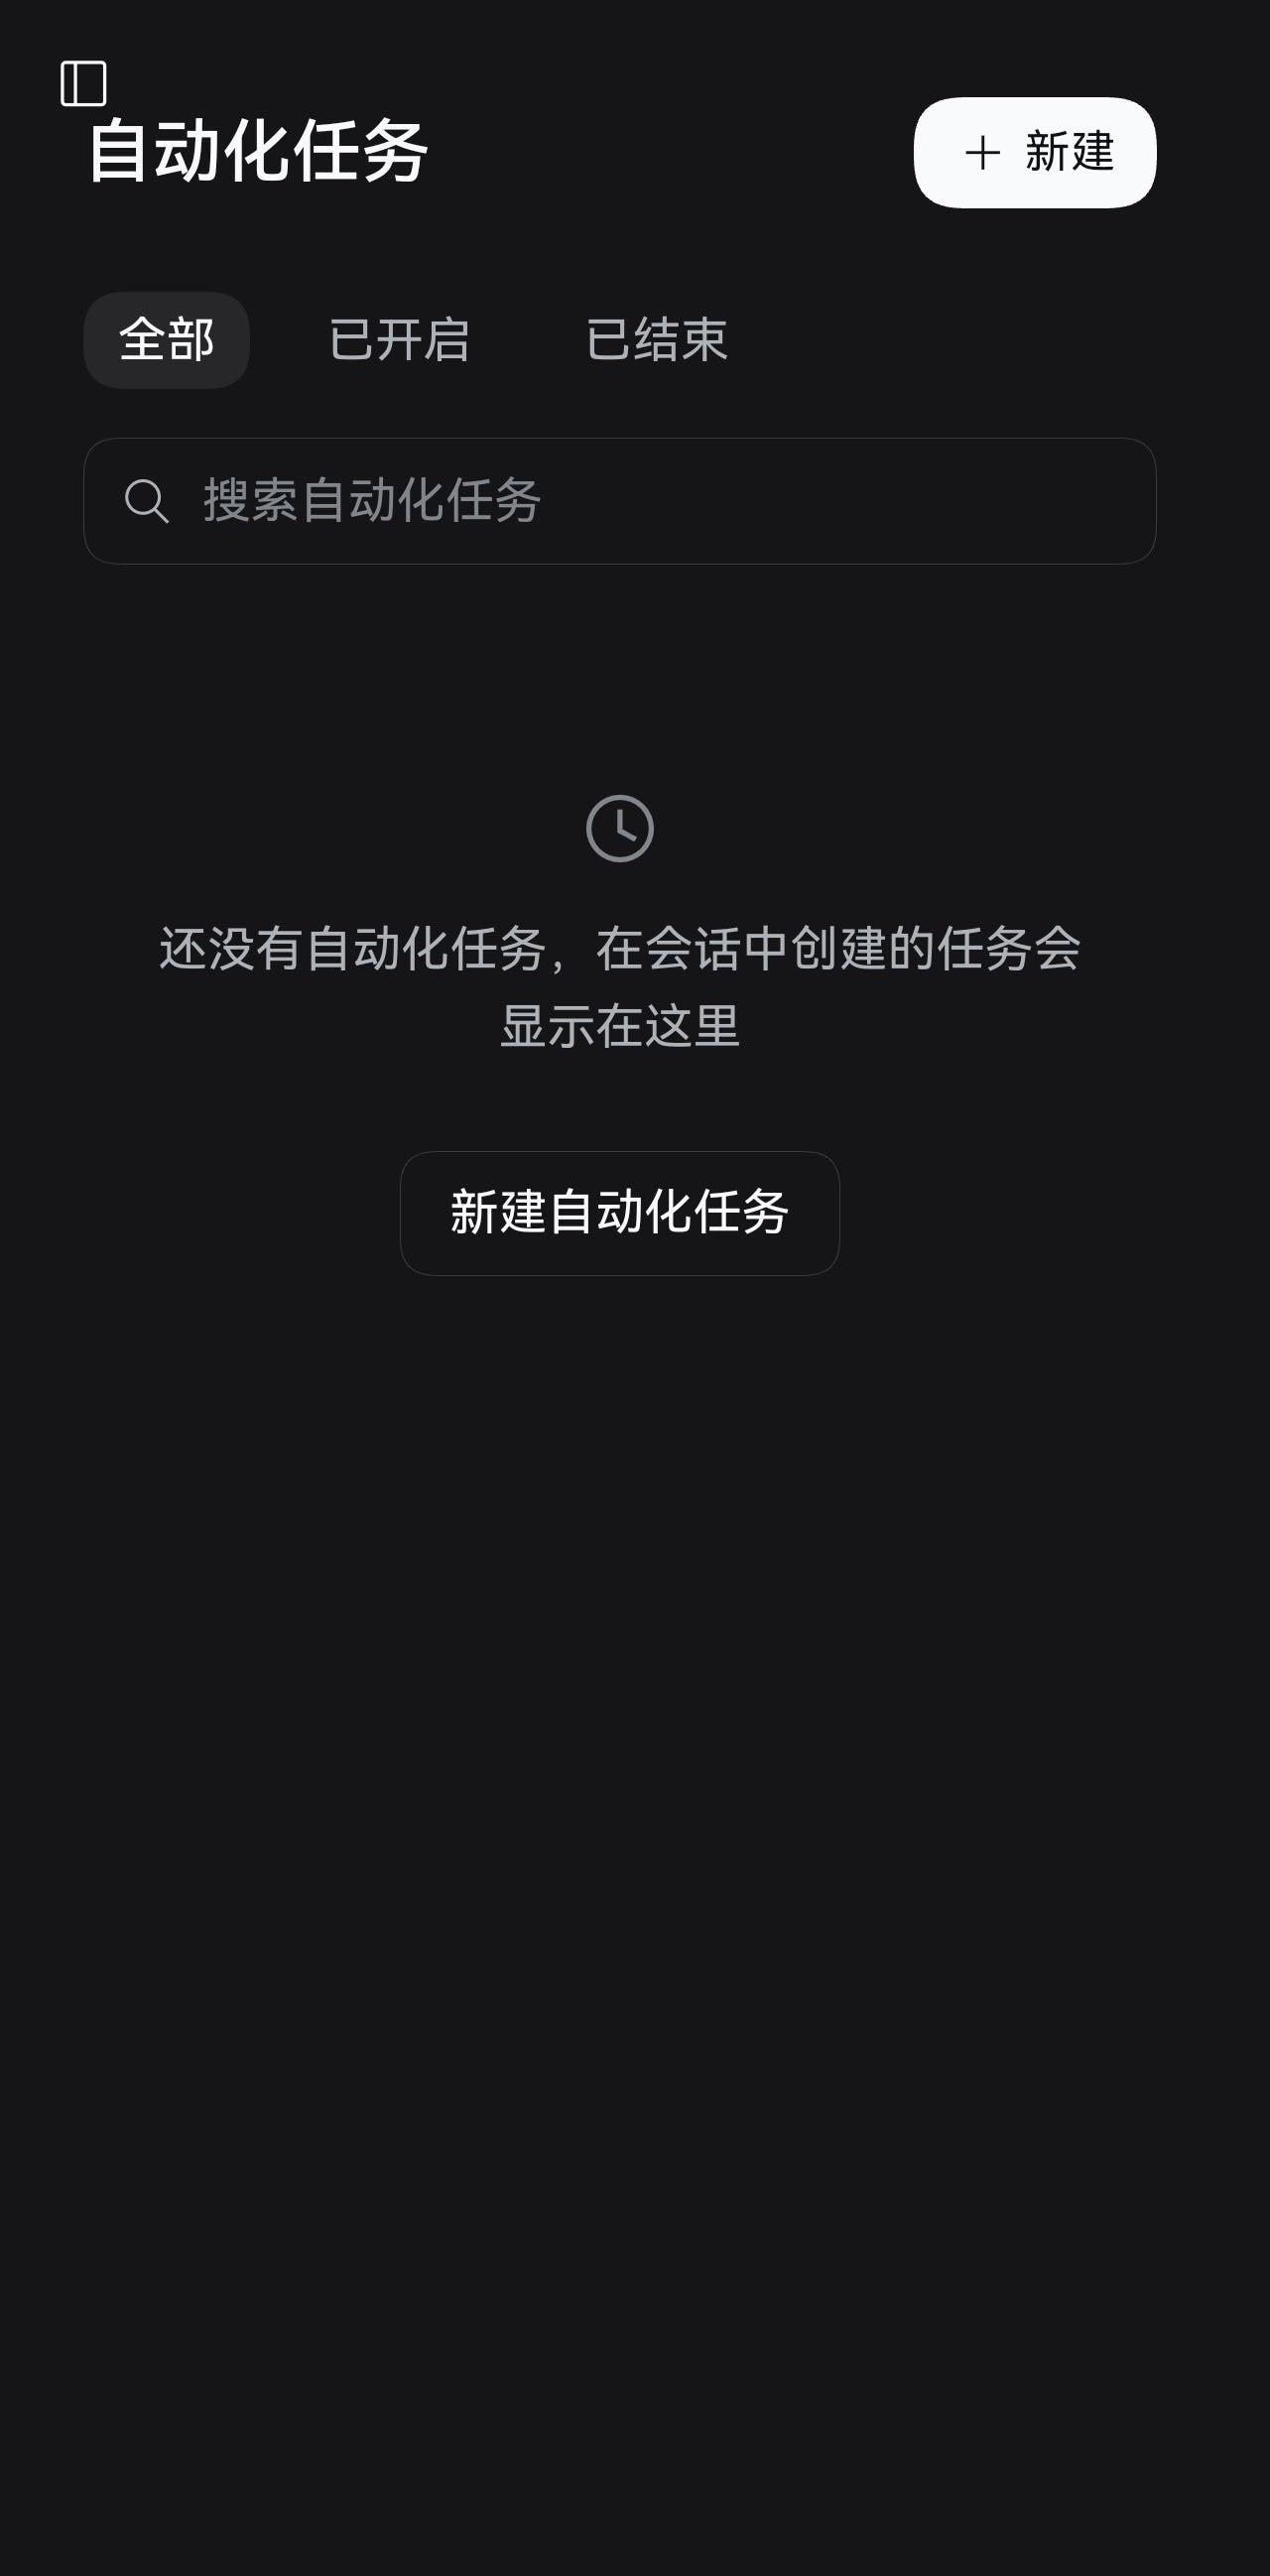 自动化任务
新建
全部 已开启 已结束
搜索自动化任务
还没有自动化任务，在会话中创建的任务会
显示在这里
新建自动化任务